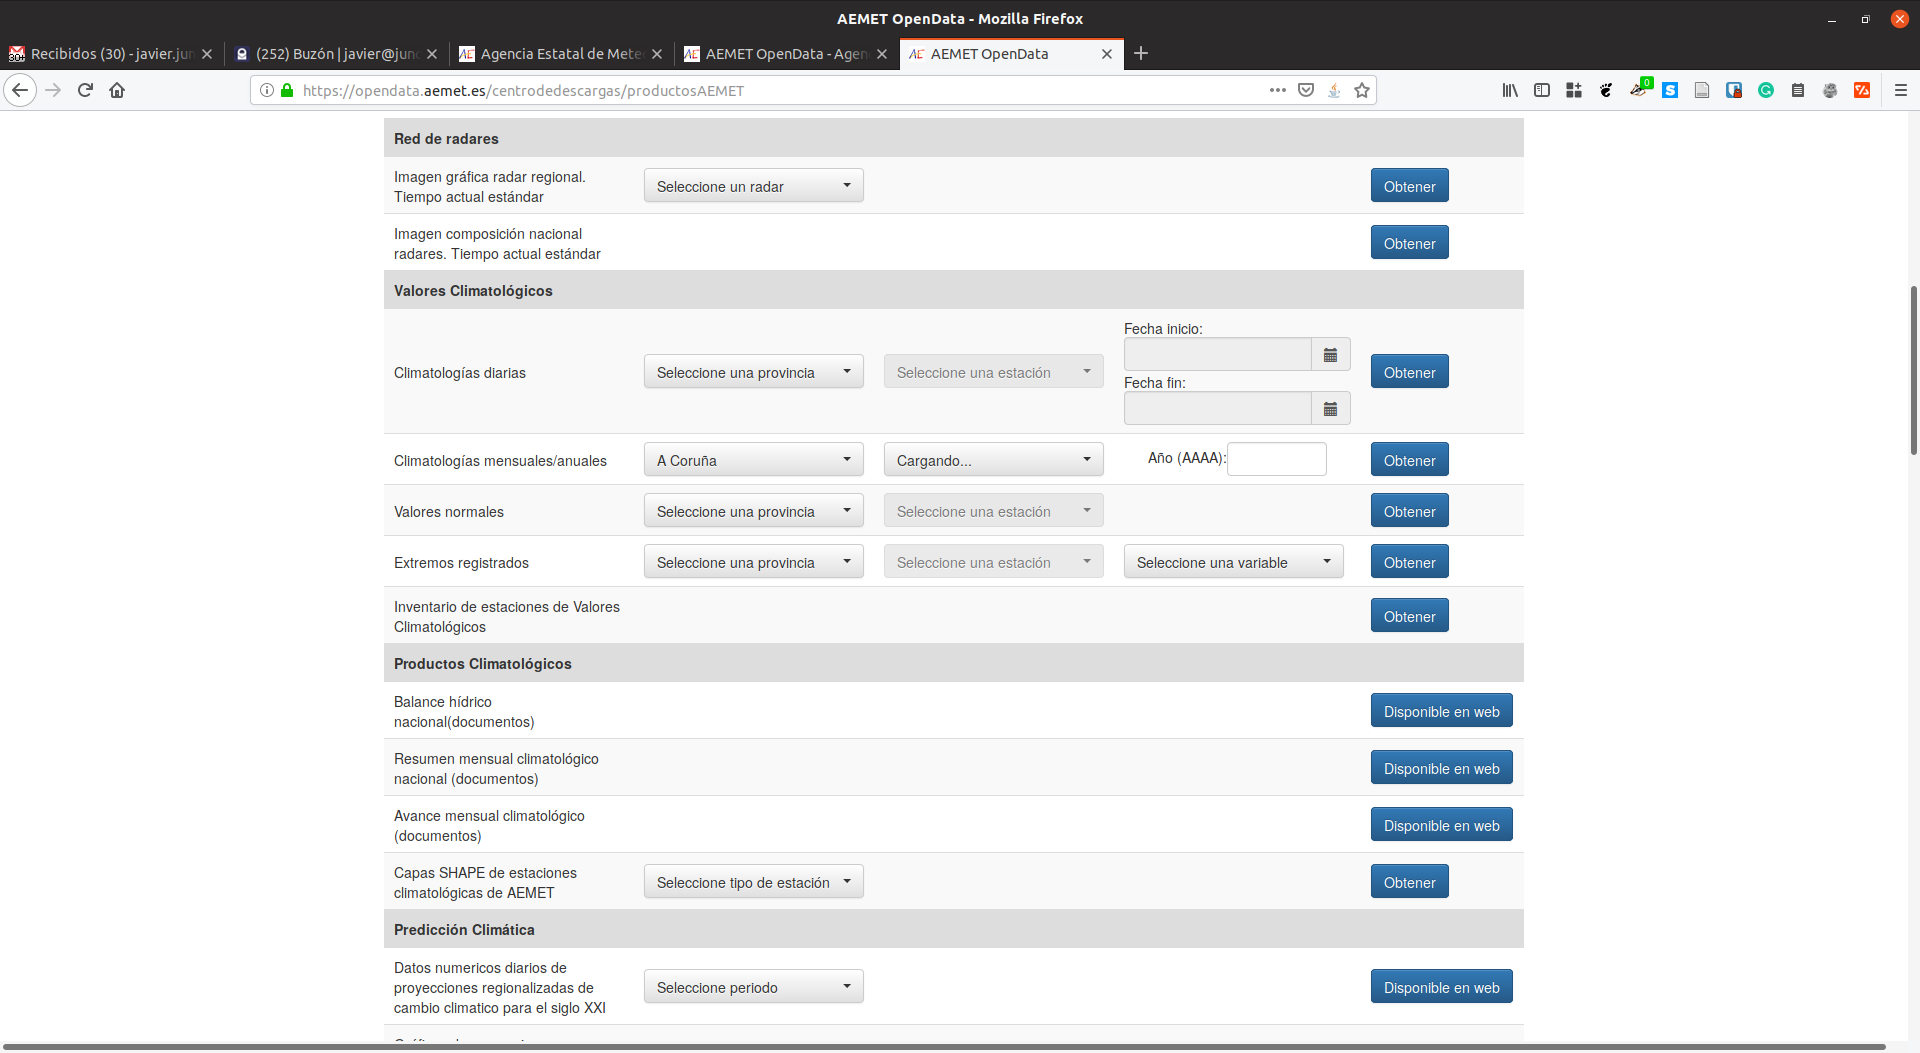 AEMET OpenData - Mozilla Firefox
Recibidos (30) - javier.jun
(252) Buzón | javier@jun
Agencia Estatal de Mete
AEMET OpenData - Agen
AEMET OpenData
https://opendata.aemet.es/centrodedescargas/productosAEMET
Red de radares
Imagen gráfica radar regional.
Tiempo actual estándar
Seleccione un radar
Obtener
Imagen composición nacional
radares. Tiempo actual estándar
Obtener
Valores Climatológicos
Climatologías diarias
Seleccione una provincia
Seleccione una estación
Fecha inicio:
Fecha fin:
Obtener
Climatologías mensuales/anuales
A Coruña
Cargando...
Año (AAAA):
Obtener
Valores normales
Seleccione una provincia
Seleccione una estación
Obtener
Extremos registrados
Seleccione una provincia
Seleccione una estación
Seleccione una variable
Obtener
Inventario de estaciones de Valores
Climatológicos
Obtener
Productos Climatológicos
Balance hídrico
nacional(documentos)
Disponible en web
Resumen mensual climatológico
nacional (documentos)
Disponible en web
Avance mensual climatológico
(documentos)
Disponible en web
Capas SHAPE de estaciones
climatológicas de AEMET
Seleccione tipo de estación
Obtener
Predicción Climática
Datos numericos diarios de
proyecciones regionalizadas de
cambio climatico para el siglo XXI
Seleccione periodo
Disponible en web